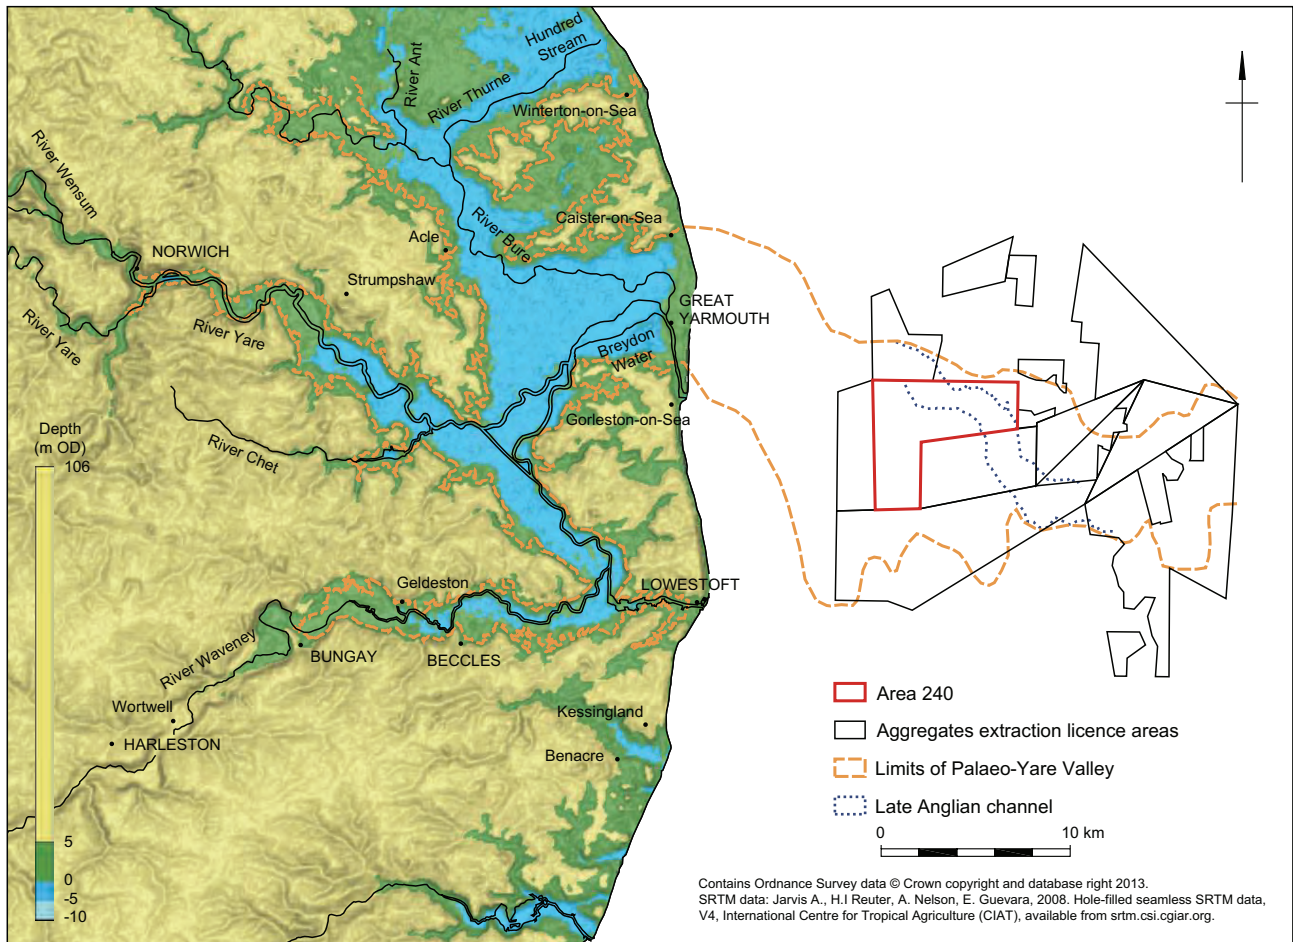 Hundred
Stream
River Ant
River Thurne
Winterton-on-Sea
River Wensum
River Bure
Caister-on-Sea
Acle
NORWICH
Strumpshaw
GREAT
YARMOUTH
River Yare
River Yare
Breydon
Water
Gorleston-on-Sea
River Chet
Depth
(m OD)
106
5
0
-5
-10
Geldeston
LOWESTOFT
River Waveney
BUNGAY
BECCLES
Wortwell
HARLESTON
Kessingland
Benacre
Area 240
Aggregates extraction licence areas
Limits of Palaeo-Yare Valley
Late Anglian channel
0 10 km
Contains Ordnance Survey data © Crown copyright and database right 2013.
SRTM data: Jarvis A., H.I Reuter, A. Nelson, E. Guevara, 2008. Hole-filled seamless SRTM data,
V4, International Centre for Tropical Agriculture (CIAT), available from srtm.csi.cgiar.org.